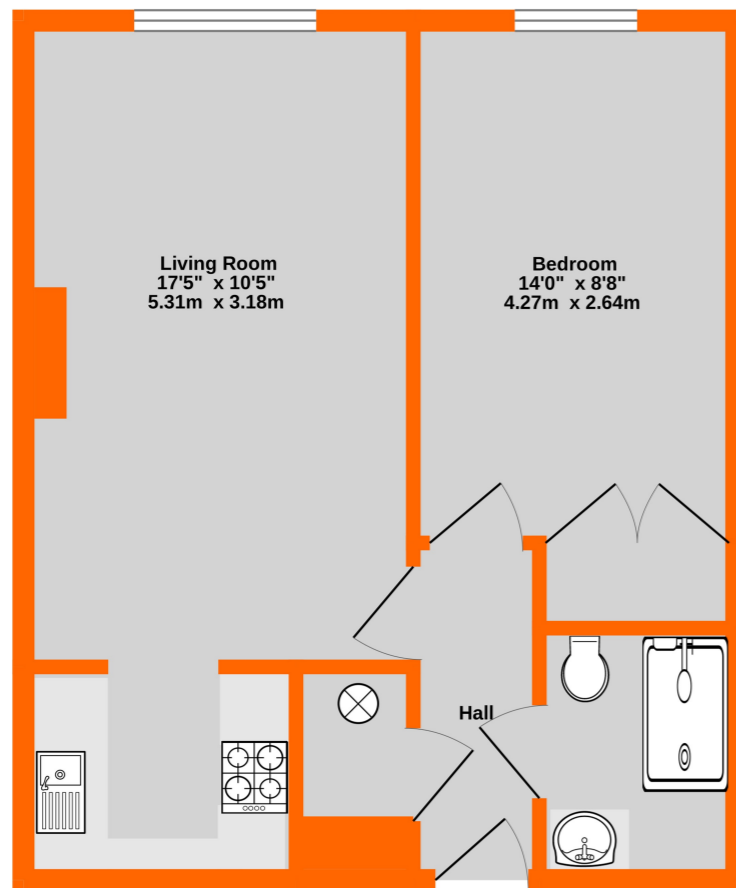 Living Room
17'5" x 10'5"
5.31m x 3.18m
Bedroom
14'0" x 8'8"
4.27m x 2.64m
Hall